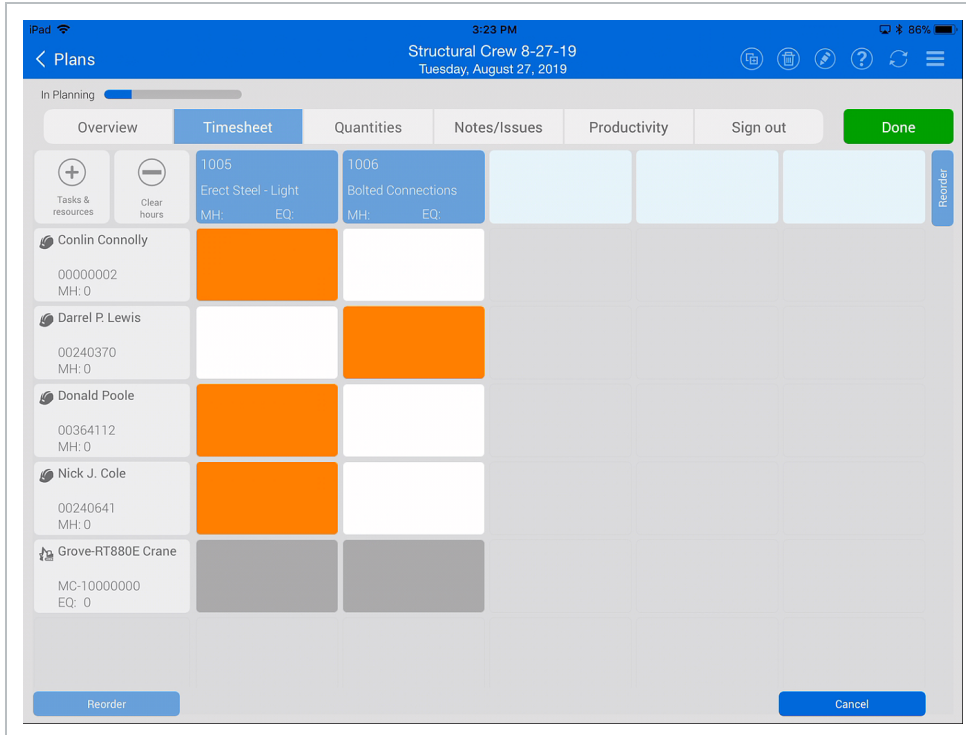 iPad 3:23 PM 86%
Plans
Structural Crew 8-27-19
Tuesday, August 27, 2019
In Planning
Overview Timesheet Quantities Notes/Issues Productivity Sign out Done
Tasks &
resources
Clear
hours
1005
Erect Steel - Light
MH: EQ:
1006
Bolted Connections
MH: EQ:
Reorder
Conlin Connolly
00000002
MH: 0
Darrel P. Lewis
00240370
MH: 0
Donald Poole
00364112
MH: 0
Nick J. Cole
00240641
MH: 0
Grove-RT880E Crane
MC-10000000
EQ: 0
Reorder
Cancel